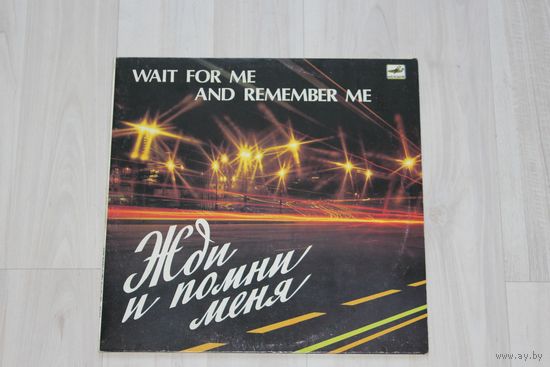 WAIT FOR ME
AND REMEMBER ME
Жди
и помни
меня
www.ay.by